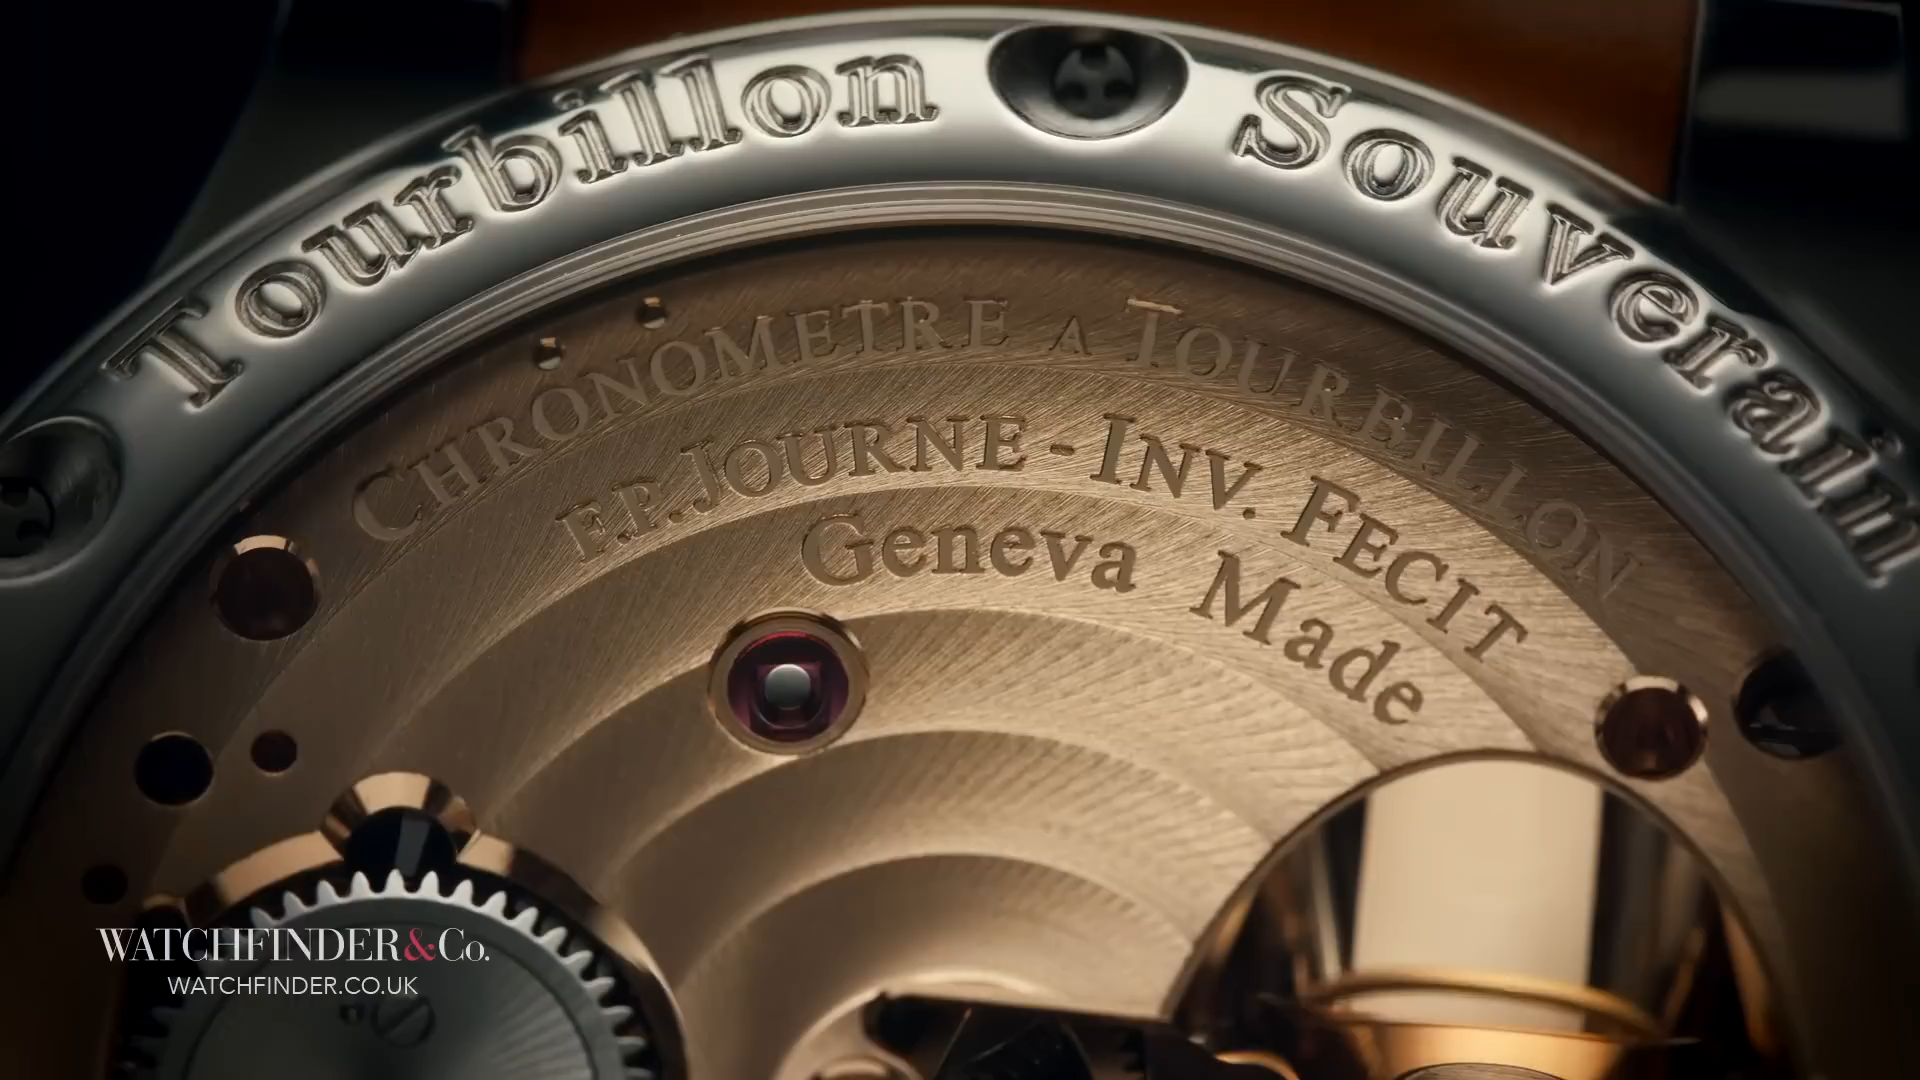 Tourbillon Souverain
CHRONOMETRE A TOURBILLON
F.P.JOURNE - INV. FECIT
Geneva Made
WATCHFINDER&Co.
WATCHFINDER.CO.UK